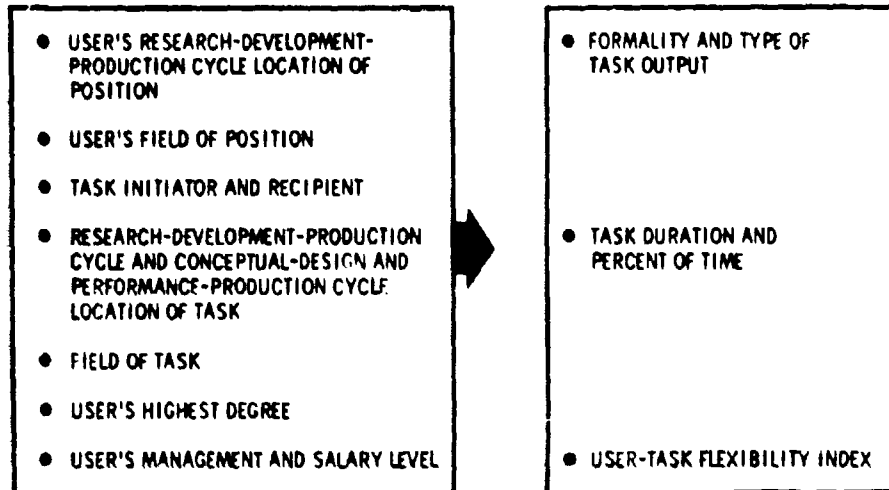 ● USER'S RESEARCH-DEVELOPMENT-
PRODUCTION CYCLE LOCATION OF
POSITION
● USER'S FIELD OF POSITION
● TASK INITIATOR AND RECIPIENT
● RESEARCH-DEVELOPMENT-PRODUCTION
CYCLE AND CONCEPTUAL-DESIGN AND
PERFORMANCE-PRODUCTION CYCLE
LOCATION OF TASK
● FIELD OF TASK
● USER'S HIGHEST DEGREE
● USER'S MANAGEMENT AND SALARY LEVEL
● FORMALITY AND TYPE OF
TASK OUTPUT
● TASK DURATION AND
PERCENT OF TIME
● USER-TASK FLEXIBILITY INDEX